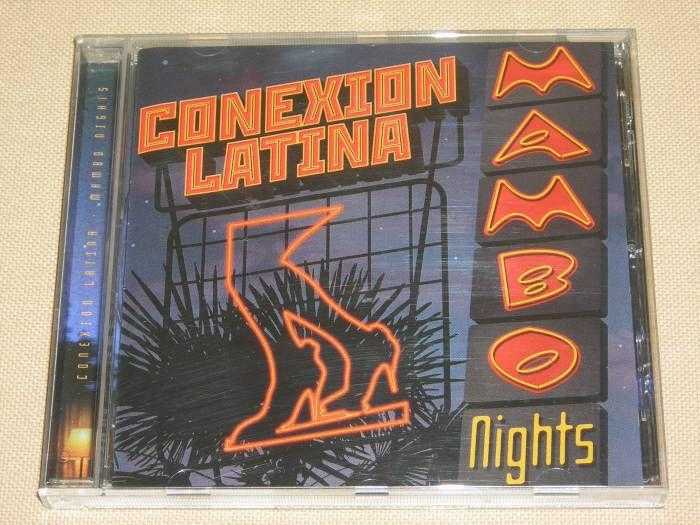 CONEXION
LATINA
MAMBO
Nights
CONEXION LATINA : MAMBO NIGHTS